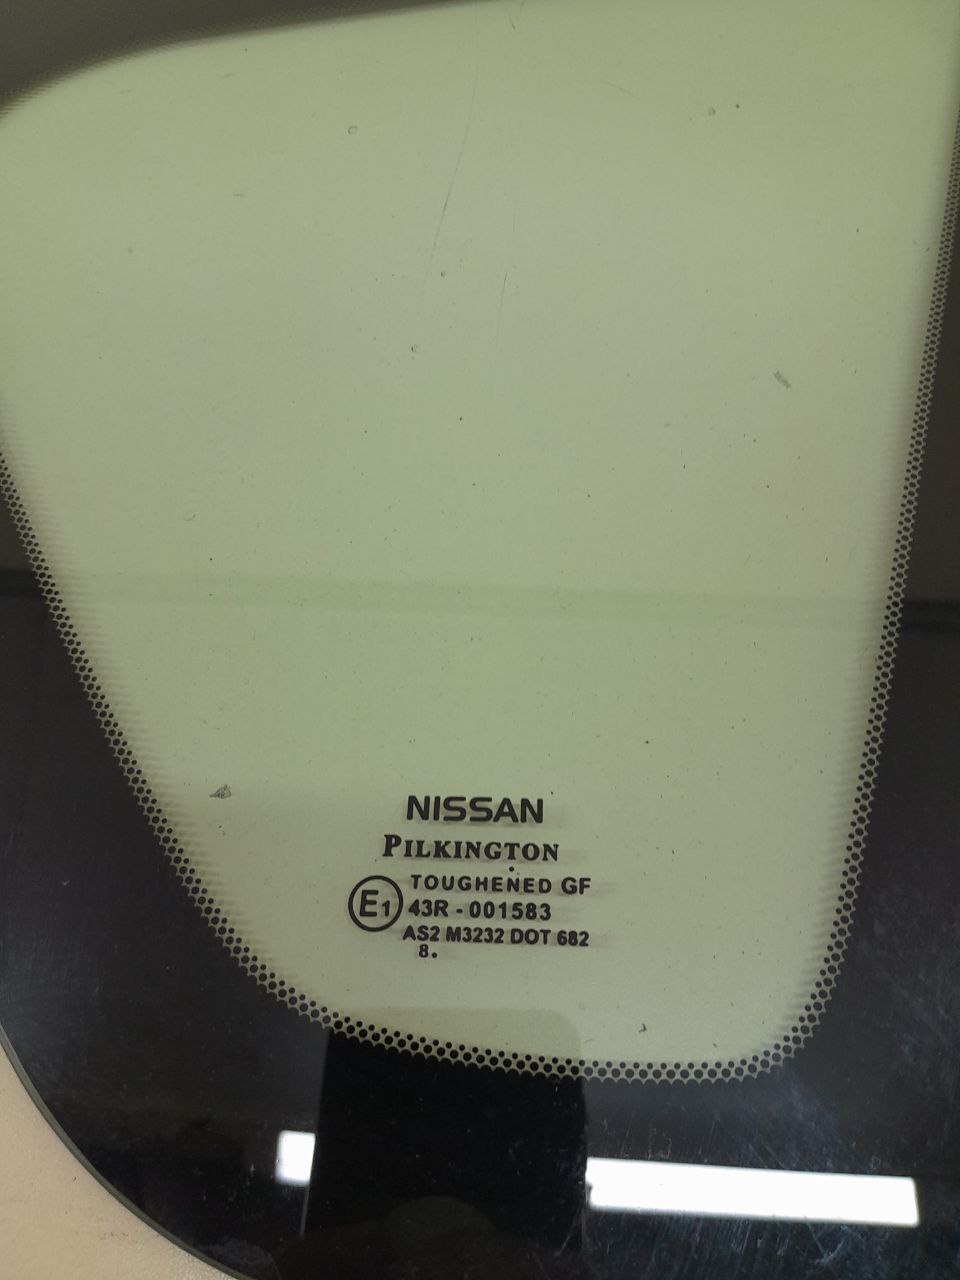 NISSAN
PILKINGTON
TOUGHENED GF
E1 43R - 001583
AS2 M3232 DOT 682
8.